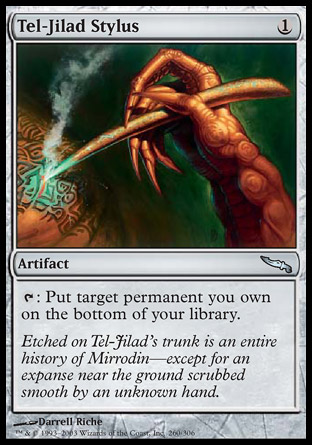 Tel-Jilad Stylus 1
Artifact
: Put target permanent you own
on the bottom of your library.
Etched on Tel-Jilad's trunk is an entire
history of Mirrodin—except for an
expanse near the ground scrubbed
smooth by an unknown hand.
Darrell Riche
™ & © 1993–2003 Wizards of the Coast, Inc. 260/306